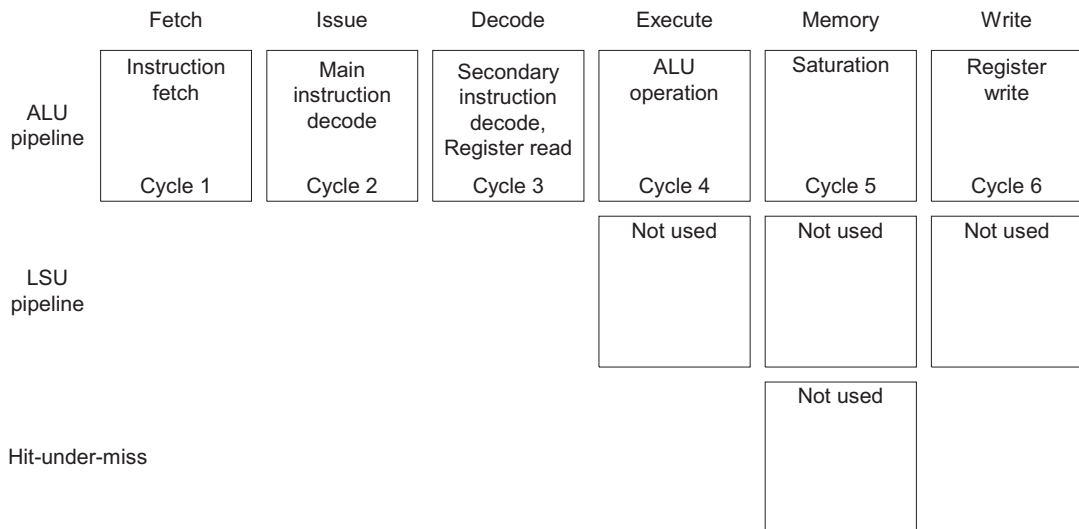 Fetch Issue Decode Execute Memory Write
ALU
pipeline
Instruction
fetch
Cycle 1
Main
instruction
decode
Cycle 2
Secondary
instruction
decode,
Register read
Cycle 3
ALU
operation
Cycle 4
Saturation
Cycle 5
Register
write
Cycle 6
LSU
pipeline
Not used
Not used
Not used
Hit-under-miss
Not used